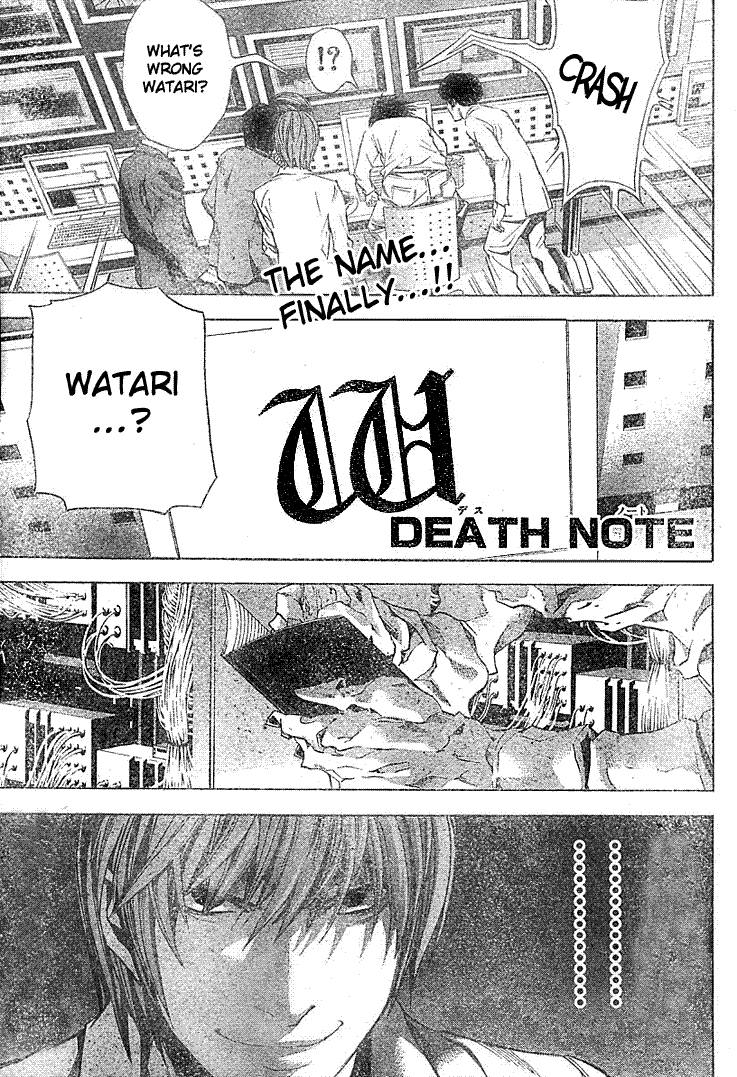 WHAT'S
WRONG
WATARI?
!?
CRASH
THE NAME...
FINALLY...!!
WATARI
...?
W
デス ノート
DEATH NOTE